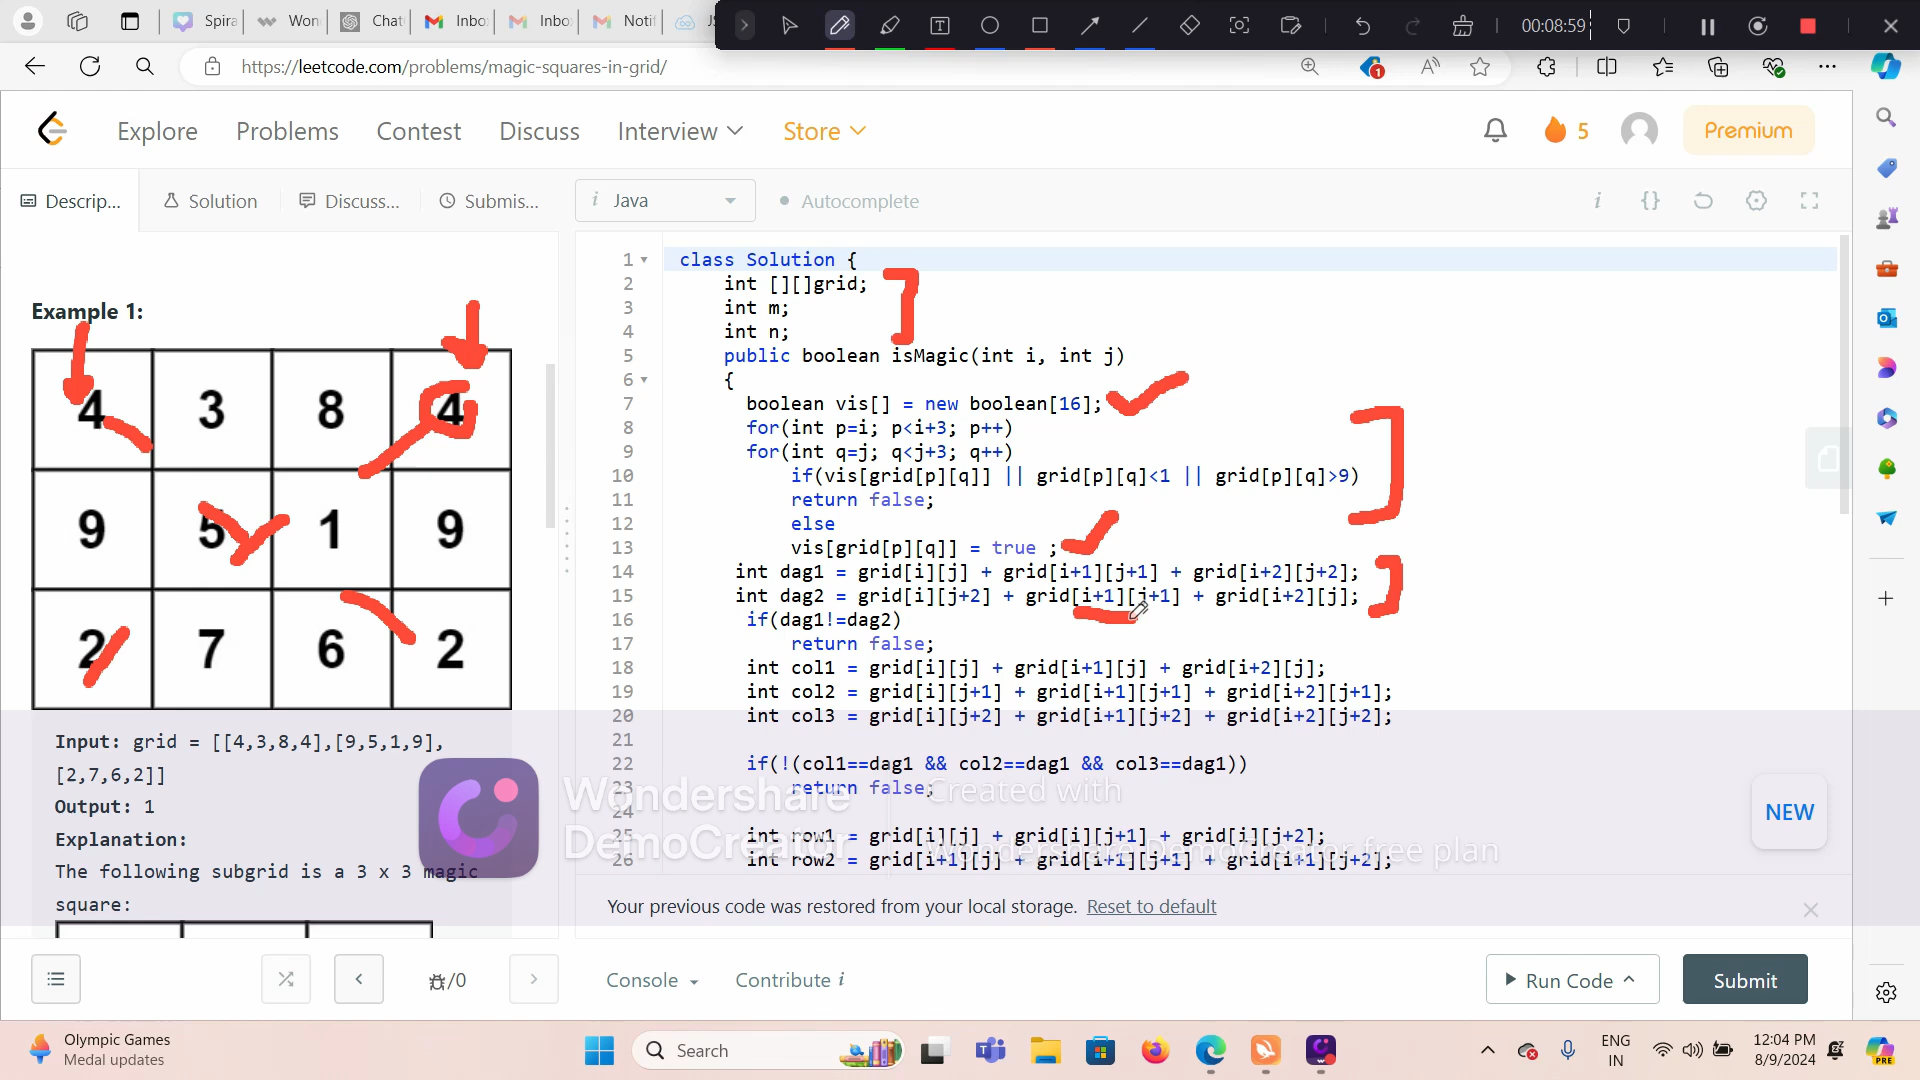 Spira
Won
Chat
Inbo
Inbo
Notif
JS
00:08:59
https://leetcode.com/problems/magic-squares-in-grid/
1
Explore
Problems
Contest
Discuss
Interview
Store
5
Premium
Descrip...
Solution
Discuss...
Submis...
i Java
Autocomplete
i {}
Example 1:
4 3 8 4
9 5 1 9
2 7 6 2
Input: grid = [[4,3,8,4],[9,5,1,9],
[2,7,6,2]]
Output: 1
Explanation:
The following subgrid is a 3 x 3 magic
square:
1 class Solution {
2 int [][]grid;
3 int m;
4 int n;
5 public boolean isMagic(int i, int j)
6 {
7 boolean vis[] = new boolean[16];
8 for(int p=i; p<i+3; p++)
9 for(int q=j; q<j+3; q++)
10 if(vis[grid[p][q]] || grid[p][q]<1 || grid[p][q]>9)
11 return false;
12 else
13 vis[grid[p][q]] = true ;
14 int dag1 = grid[i][j] + grid[i+1][j+1] + grid[i+2][j+2];
15 int dag2 = grid[i][j+2] + grid[i+1][j+1] + grid[i+2][j];
16 if(dag1!=dag2)
17 return false;
18 int col1 = grid[i][j] + grid[i+1][j] + grid[i+2][j];
19 int col2 = grid[i][j+1] + grid[i+1][j+1] + grid[i+2][j+1];
20 int col3 = grid[i][j+2] + grid[i+1][j+2] + grid[i+2][j+2];
21
22 if(!(col1==dag1 && col2==dag1 && col3==dag1))
23 return false;
24
25 int row1 = grid[i][j] + grid[i][j+1] + grid[i][j+2];
26 int row2 = grid[i+1][j] + grid[i+1][j+1] + grid[i+1][j+2];
Wondershare
DemoCreator
Created with
Wondershare DemoCreator free plan
NEW
Your previous code was restored from your local storage. Reset to default
/0
Console
Contribute i
Run Code
Submit
Olympic Games
Medal updates
Search
ENG
IN
12:04 PM
8/9/2024
PRE